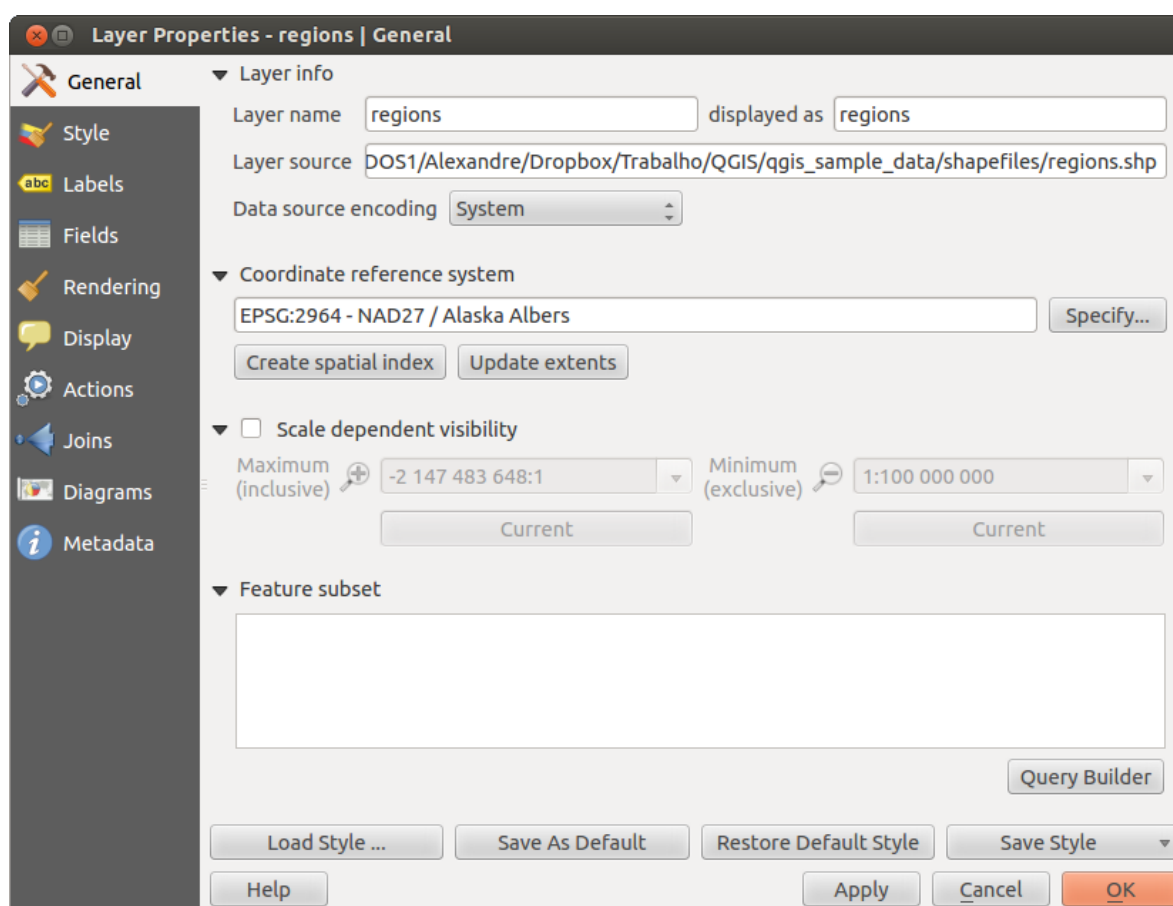 Layer Properties - regions | General
General
Style
abc Labels
Fields
Rendering
Display
Actions
Joins
Diagrams
i Metadata
Layer info
Layer name regions displayed as regions
Layer source DOS1/Alexandre/Dropbox/Trabalho/QGIS/qgis_sample_data/shapefiles/regions.shp
Data source encoding System
Coordinate reference system
EPSG:2964 - NAD27 / Alaska Albers Specify...
Create spatial index Update extents
Scale dependent visibility
Maximum (inclusive) -2 147 483 648:1 Minimum (exclusive) 1:100 000 000
Current Current
Feature subset
Query Builder
Load Style ... Save As Default Restore Default Style Save Style
Help Apply Cancel OK